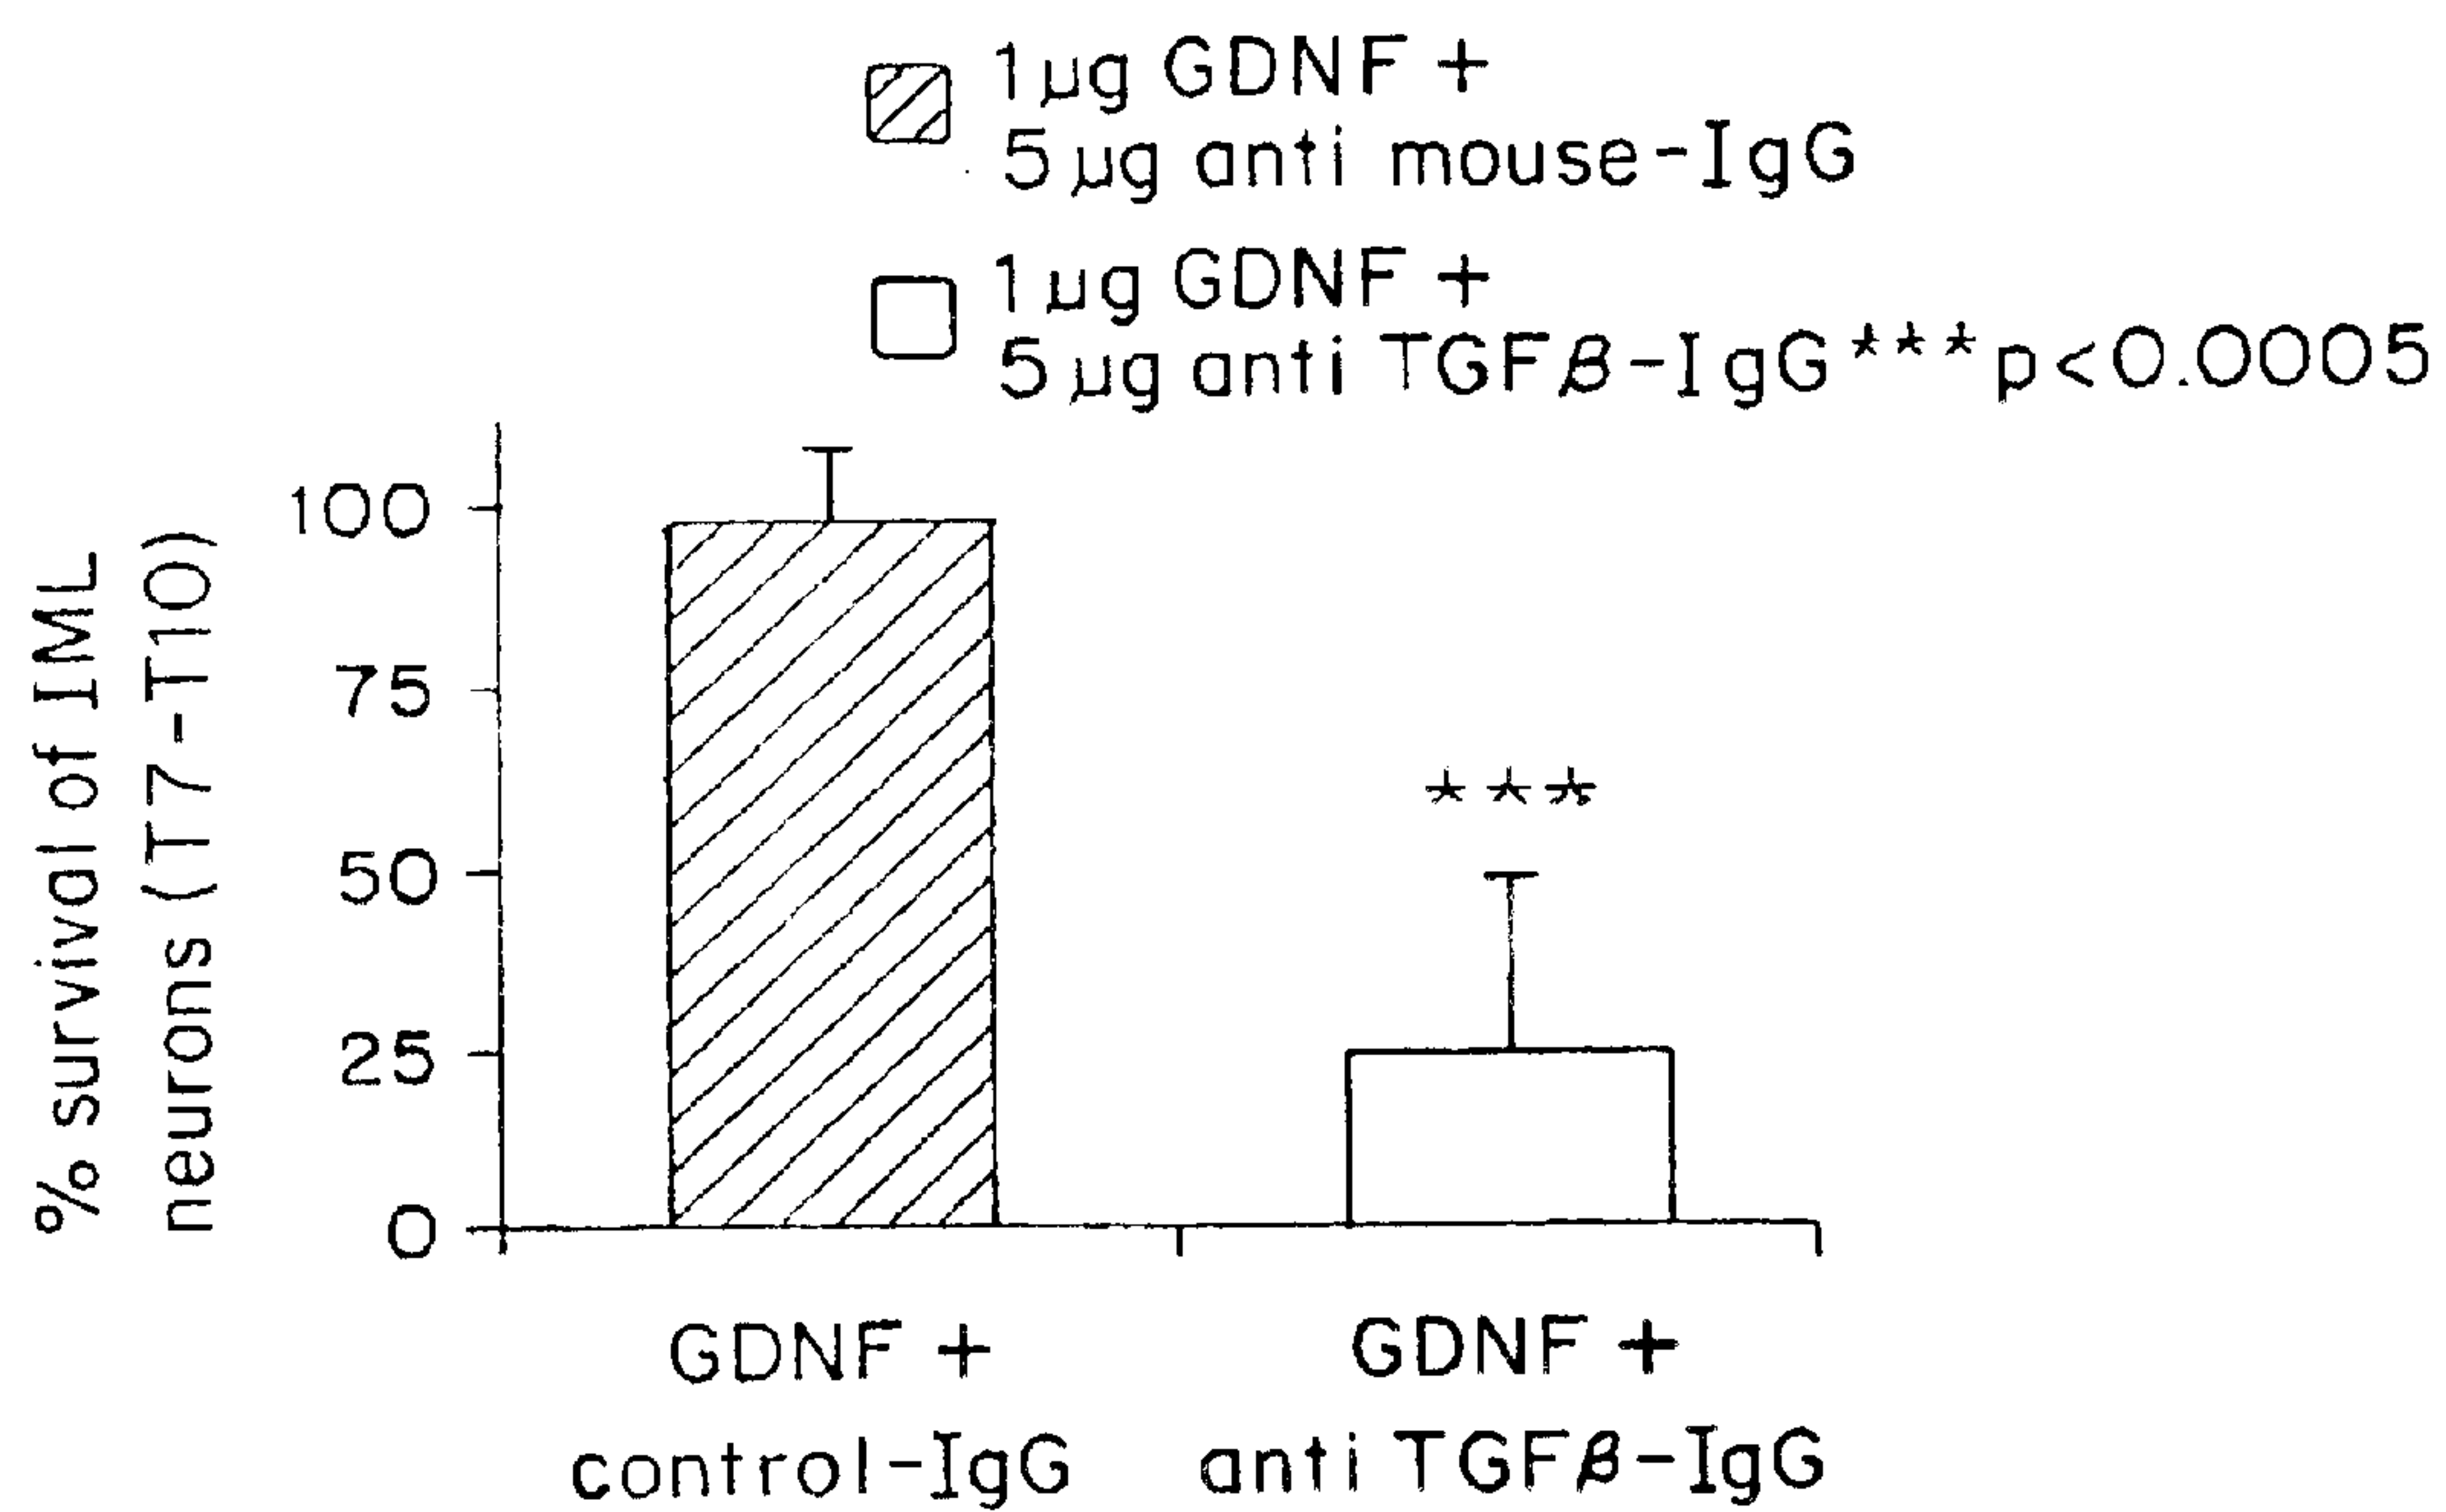 1µg GDNF +
5µg anti mouse-IgG
1µg GDNF +
5µg anti TGFβ-IgG***p<0.0005
100
75
50
25
0
% survival of IML
neurons (T7-T10)
***
GDNF +
control-IgG
GDNF +
anti TGFβ-IgG